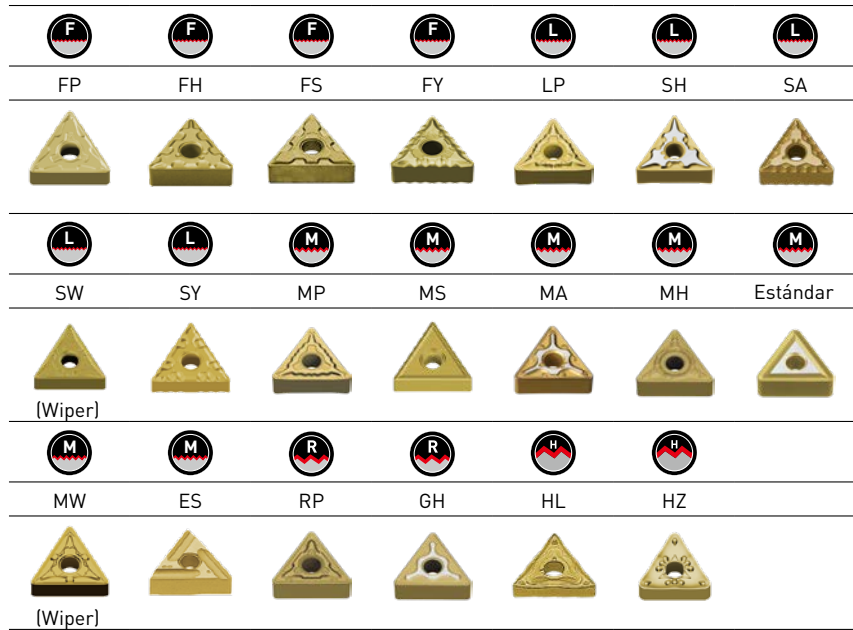 F F F F L L L
FP FH FS FY LP SH SA
L L M M M M M
SW SY MP MS MA MH Estándar
(Wiper)
M M R R H H
MW ES RP GH HL HZ
(Wiper)